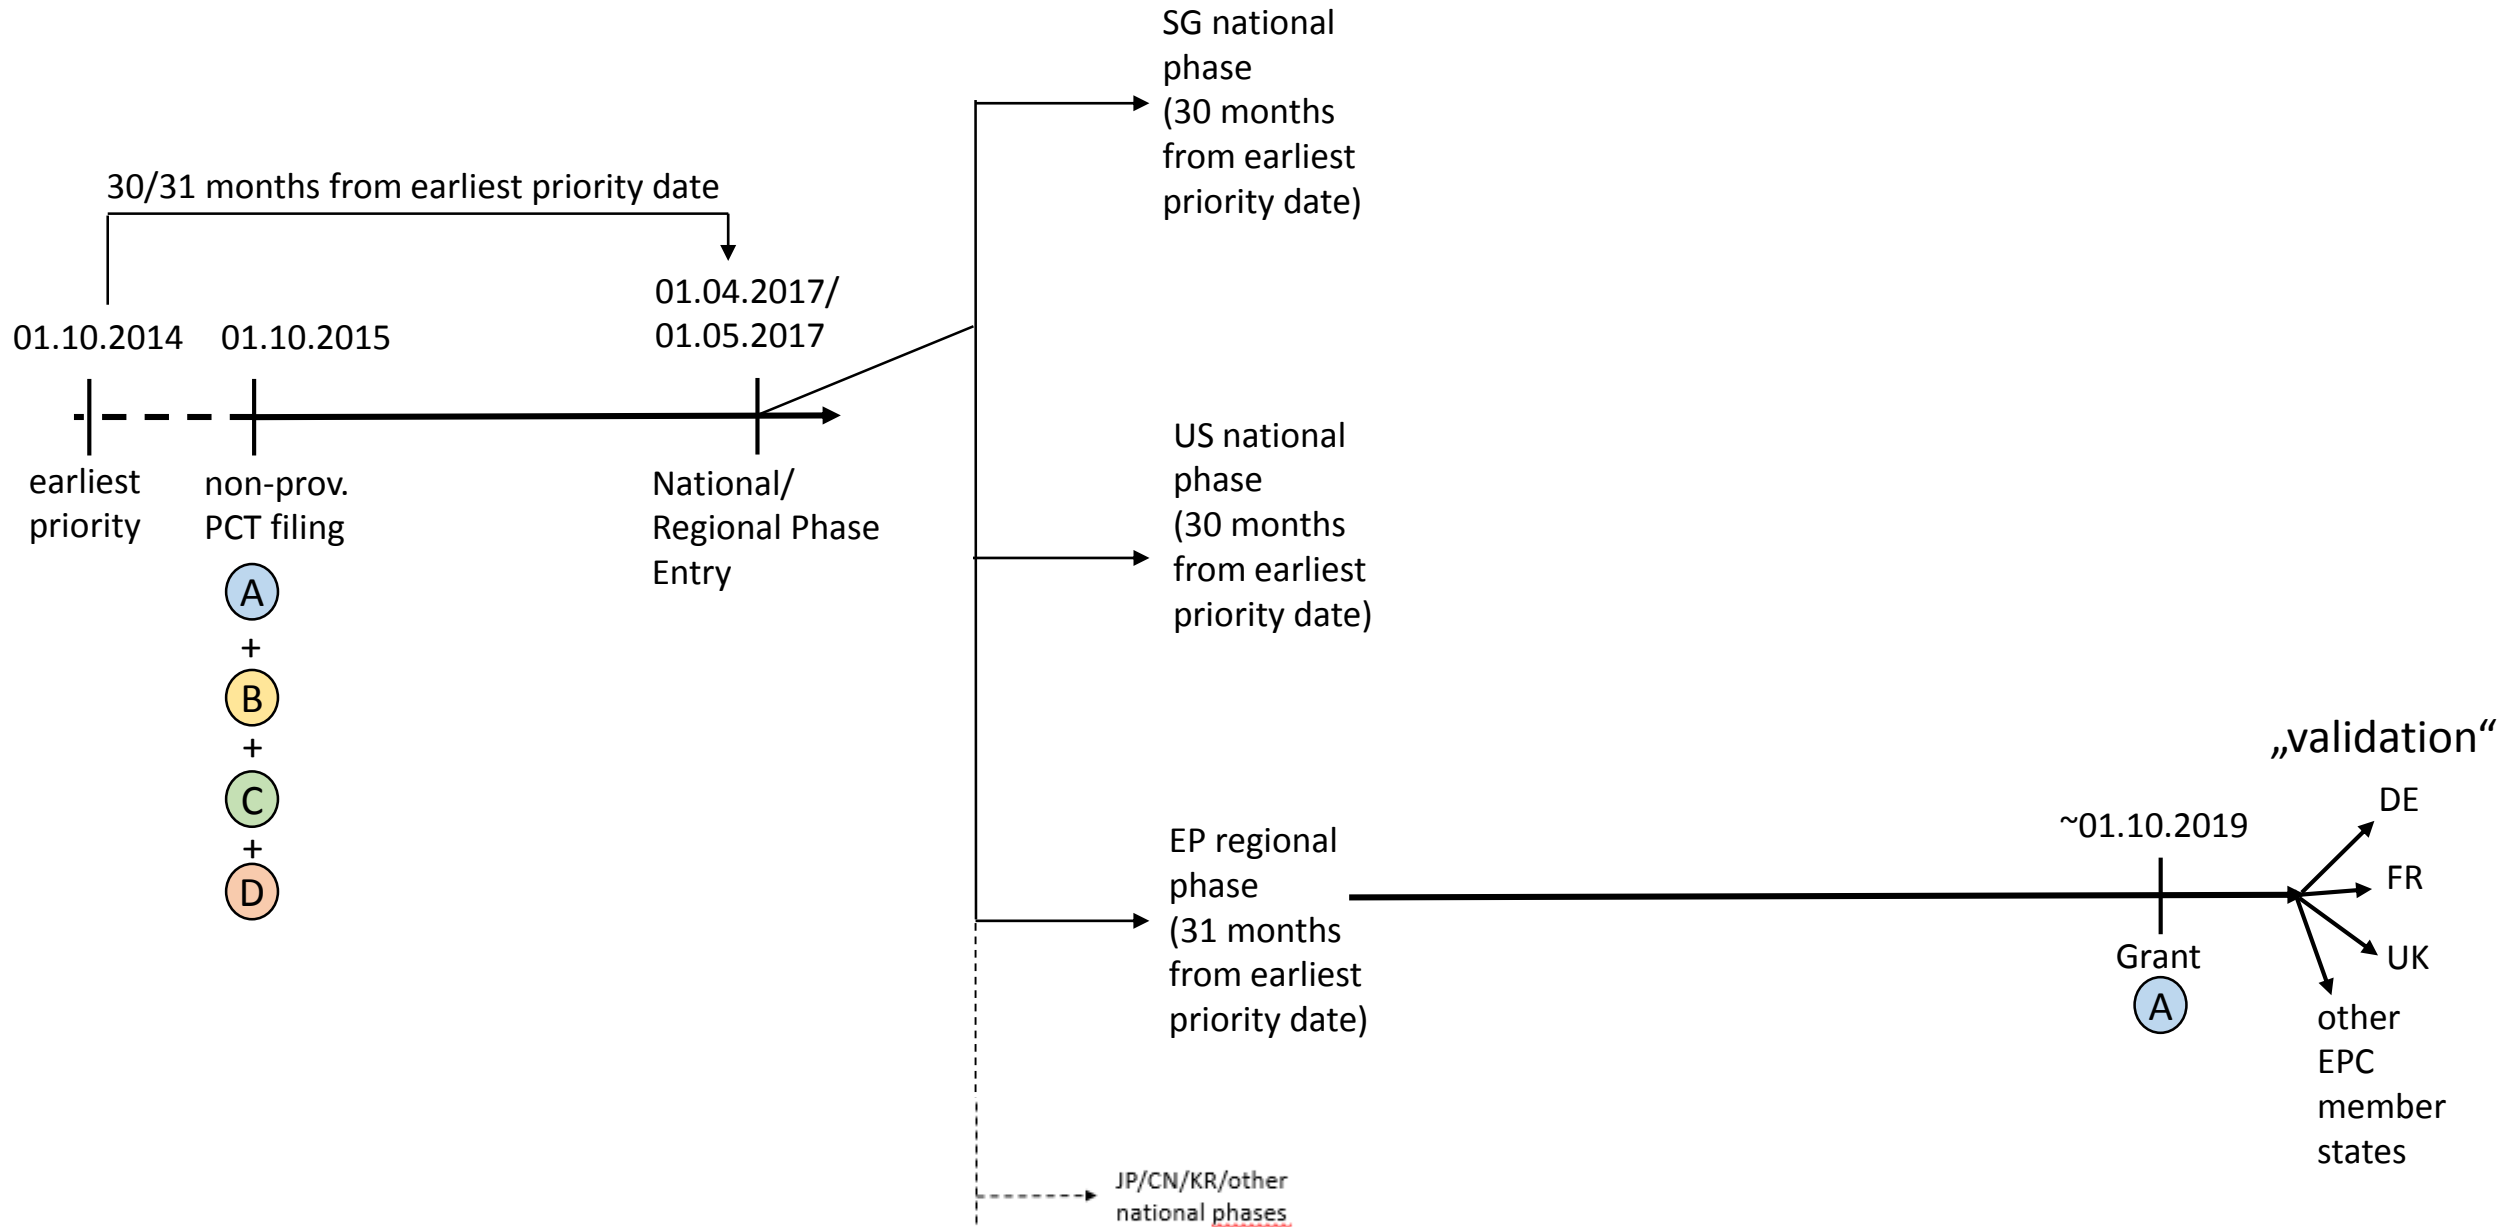 SG national
phase
(30 months
from earliest
priority date)
30/31 months from earliest priority date
01.10.2014
01.10.2015
01.04.2017/
01.05.2017
earliest
priority
non-prov.
PCT filing
A
+
B
+
C
+
D
National/
Regional Phase
Entry
US national
phase
(30 months
from earliest
priority date)
EP regional
phase
(31 months
from earliest
priority date)
~01.10.2019
Grant
A
„validation“
DE
FR
UK
other
EPC
member
states
JP/CN/KR/other
national phases